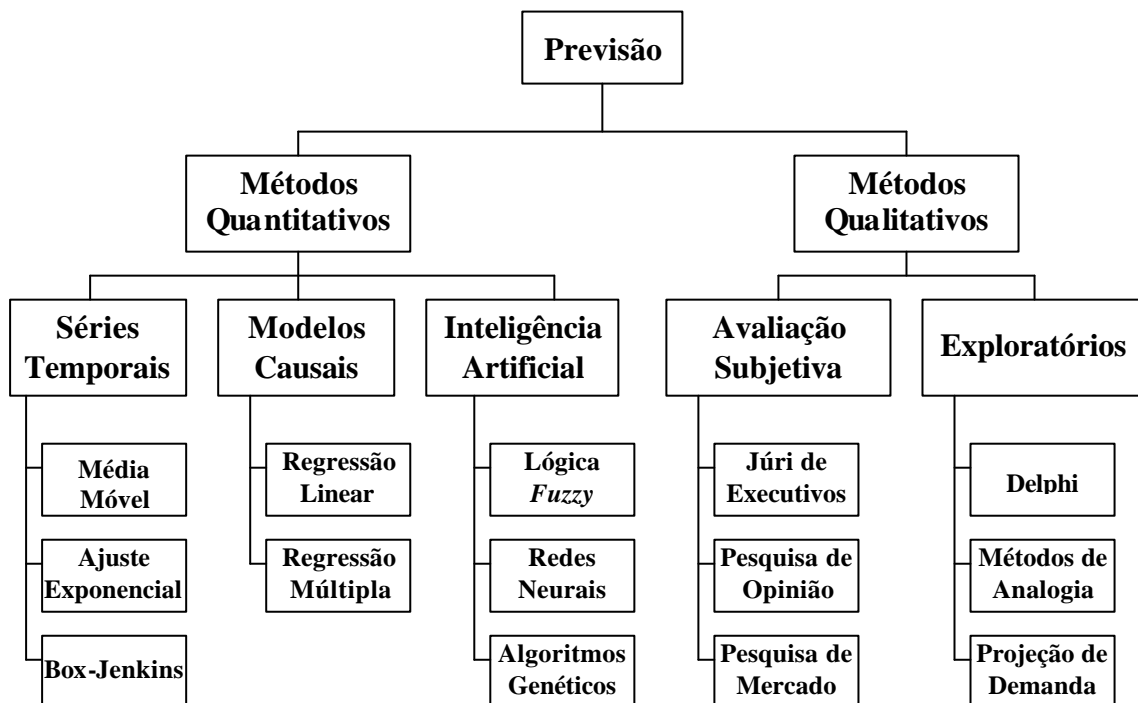 Previsão
Métodos
Quantitativos
Métodos
Qualitativos
Séries
Temporais
Modelos
Causais
Inteligência
Artificial
Avaliação
Subjetiva
Exploratórios
Média
Móvel
Regressão
Linear
Lógica
Fuzzy
Júri de
Executivos
Delphi
Ajuste
Exponencial
Regressão
Múltipla
Redes
Neurais
Pesquisa de
Opinião
Métodos de
Analogia
Box-Jenkins
Algoritmos
Genéticos
Pesquisa de
Mercado
Projeção de
Demanda